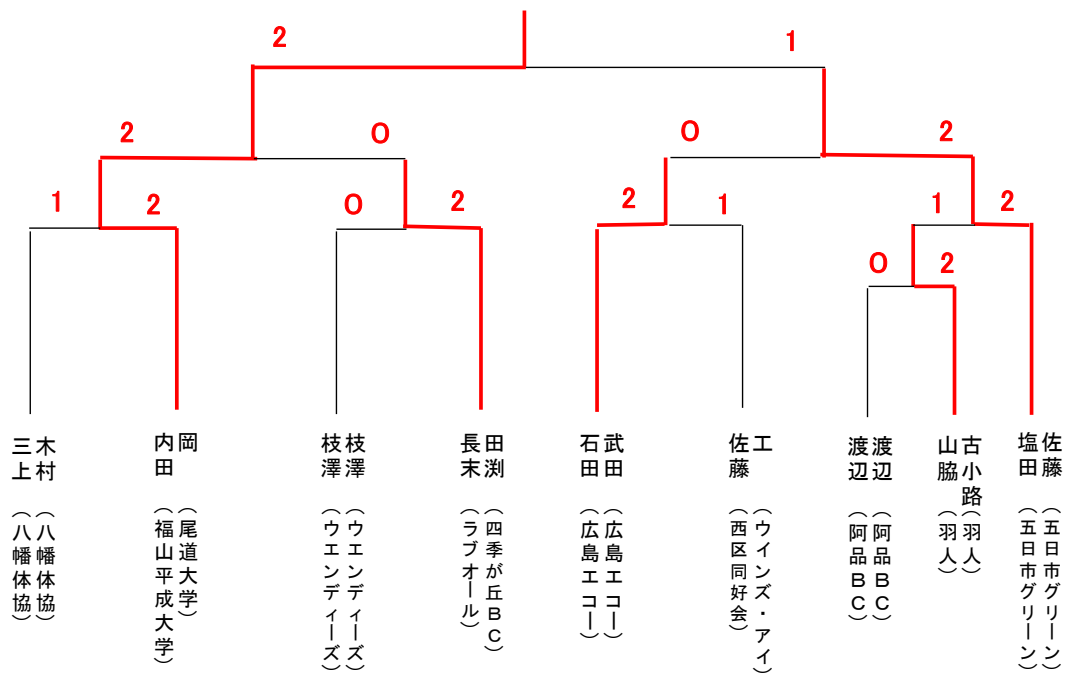 2
1
2
0
0
2
1
2
0
2
2
1
1
2
0
2
木村（八幡体協）
三上（八幡体協）
岡（尾道大学）
内田（福山平成大学）
枝澤（ウエンディーズ）
枝澤（ウエンディーズ）
田渕（四季が丘ＢＣ）
長末（ラブオール）
武田（広島エコー）
石田（広島エコー）
工（ウインズ・アイ）
佐藤（西区同好会）
渡辺（阿品ＢＣ）
渡辺（阿品ＢＣ）
古小路（羽人）
山脇（羽人）
佐藤（五日市グリーン）
塩田（五日市グリーン）